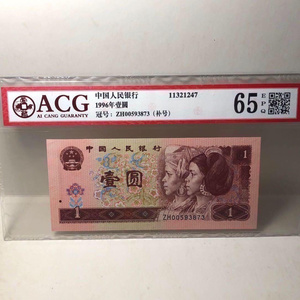 ACG
AI CANG GUARANTY
中国人民银行 11321247
1996年壹圆
冠号：ZH00593873（补号）
65 EPQ
中国人民银行
壹圆
1
1
ZH00593873